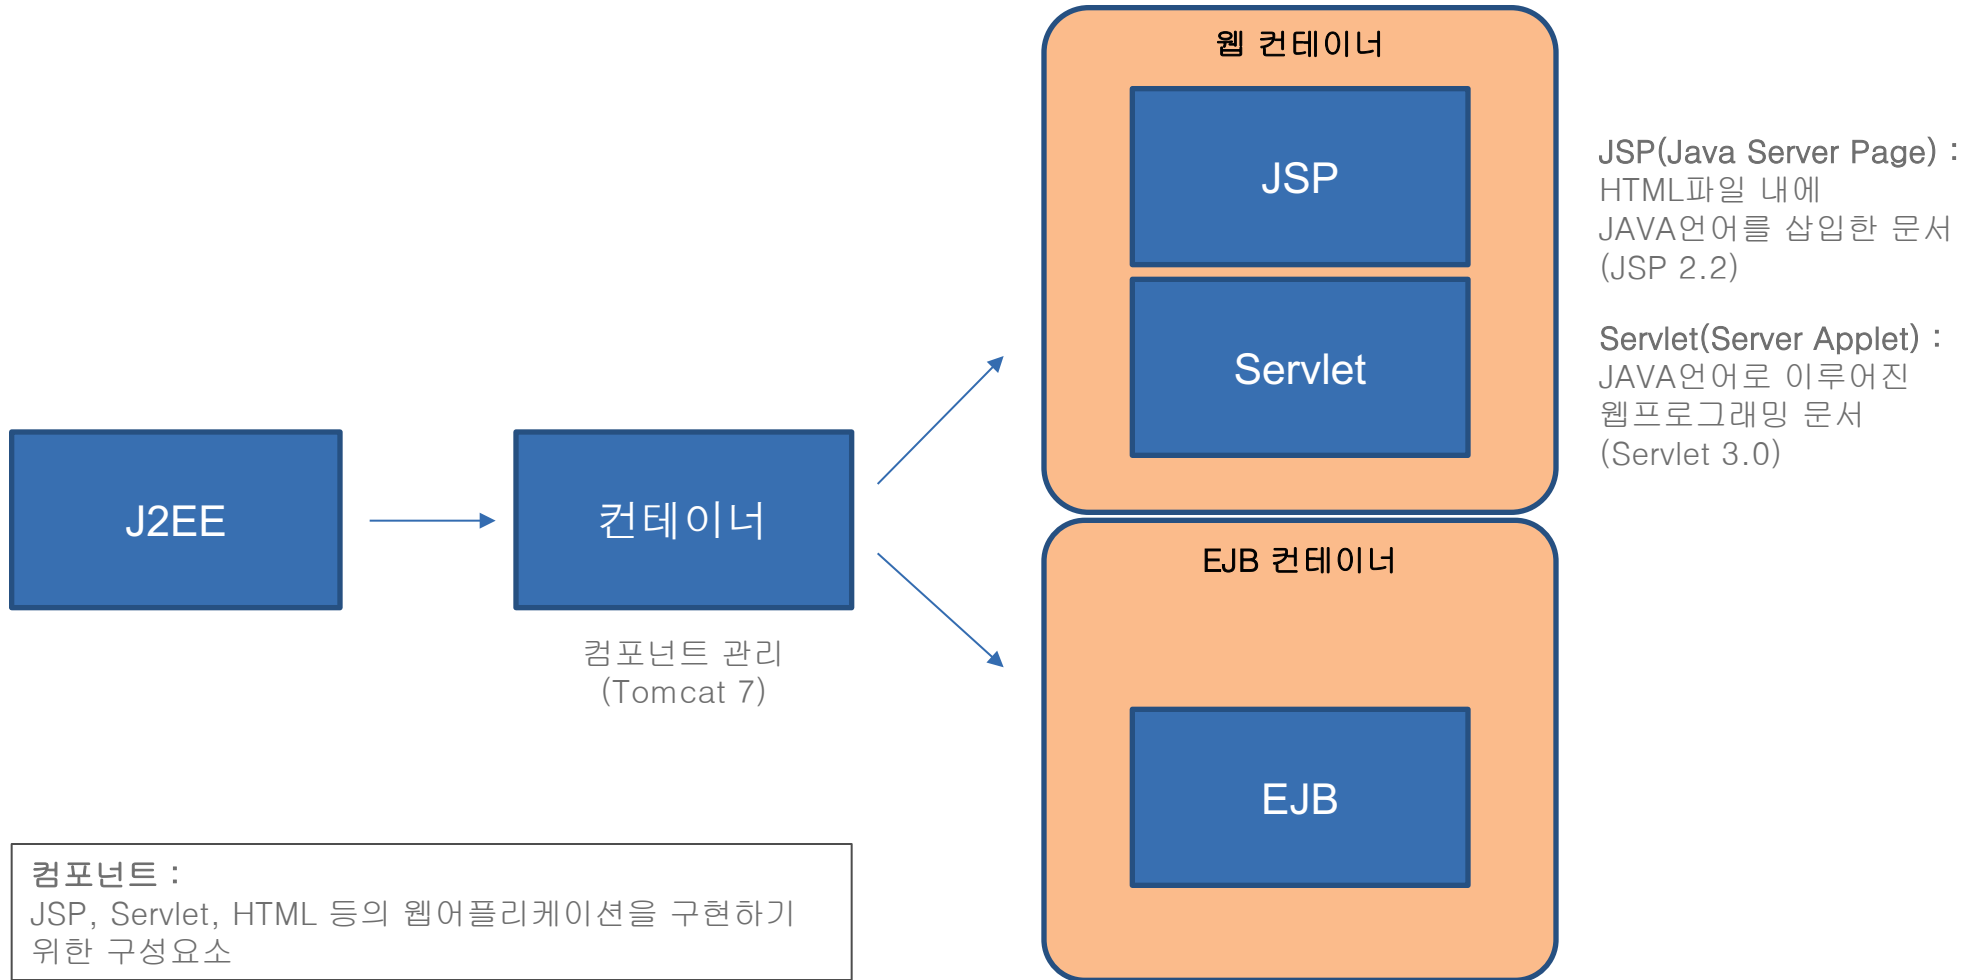 웹 컨테이너
JSP
JSP(Java Server Page) :
HTML파일 내에
JAVA언어를 삽입한 문서
(JSP 2.2)
Servlet
Servlet(Server Applet) :
JAVA언어로 이루어진
웹프로그래밍 문서
(Servlet 3.0)
J2EE
컨테이너
컴포넌트 관리
(Tomcat 7)
EJB 컨테이너
EJB
컴포넌트 :
JSP, Servlet, HTML 등의 웹어플리케이션을 구현하기
위한 구성요소